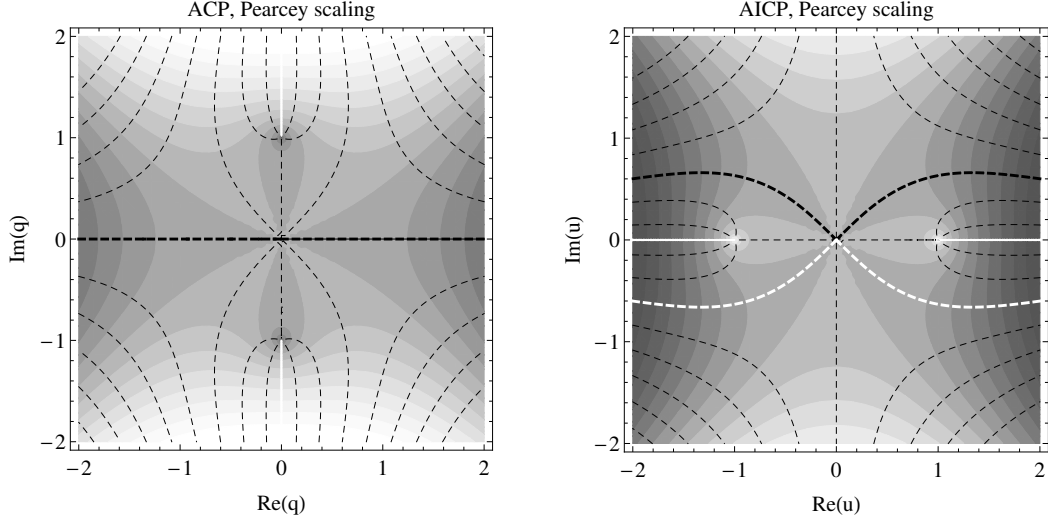 ACP, Pearcey scaling
2
1
0
−1
−2
Im(q)
−2 −1 0 1 2
Re(q)
AICP, Pearcey scaling
2
1
0
−1
−2
Im(u)
−2 −1 0 1 2
Re(u)